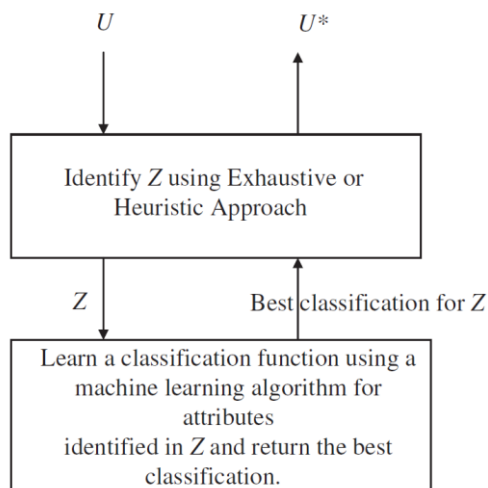 U U*
Identify Z using Exhaustive or
Heuristic Approach
Z Best classification for Z
Learn a classification function using a
machine learning algorithm for
attributes
identified in Z and return the best
classification.